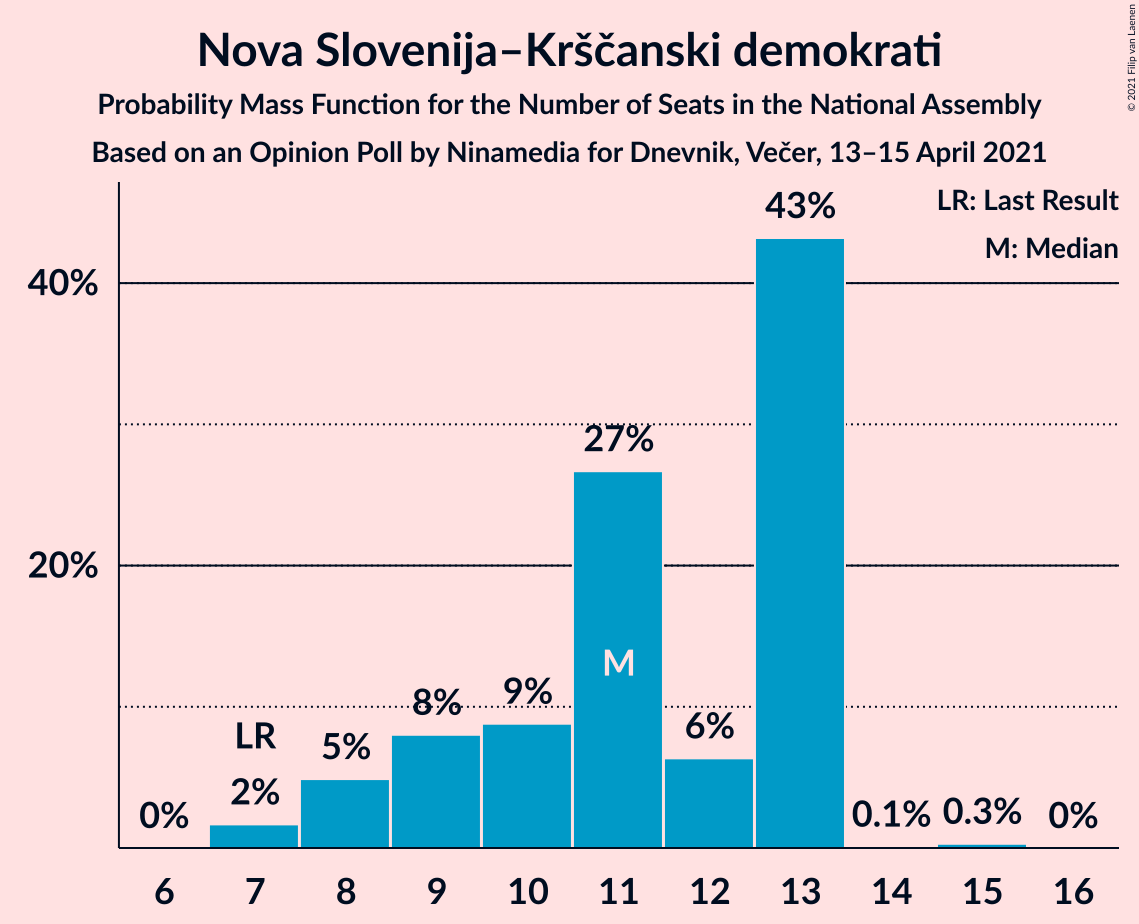 Nova Slovenija–Krščanski demokrati
Probability Mass Function for the Number of Seats in the National Assembly
Based on an Opinion Poll by Ninamedia for Dnevnik, Večer, 13–15 April 2021
© 2021 Filip van Laenen
LR: Last Result
M: Median
43%
40%
27%
20%
M
9%
8%
6%
LR
5%
2%
0%
0.1%
0.3%
0%
6 7 8 9 10 11 12 13 14 15 16